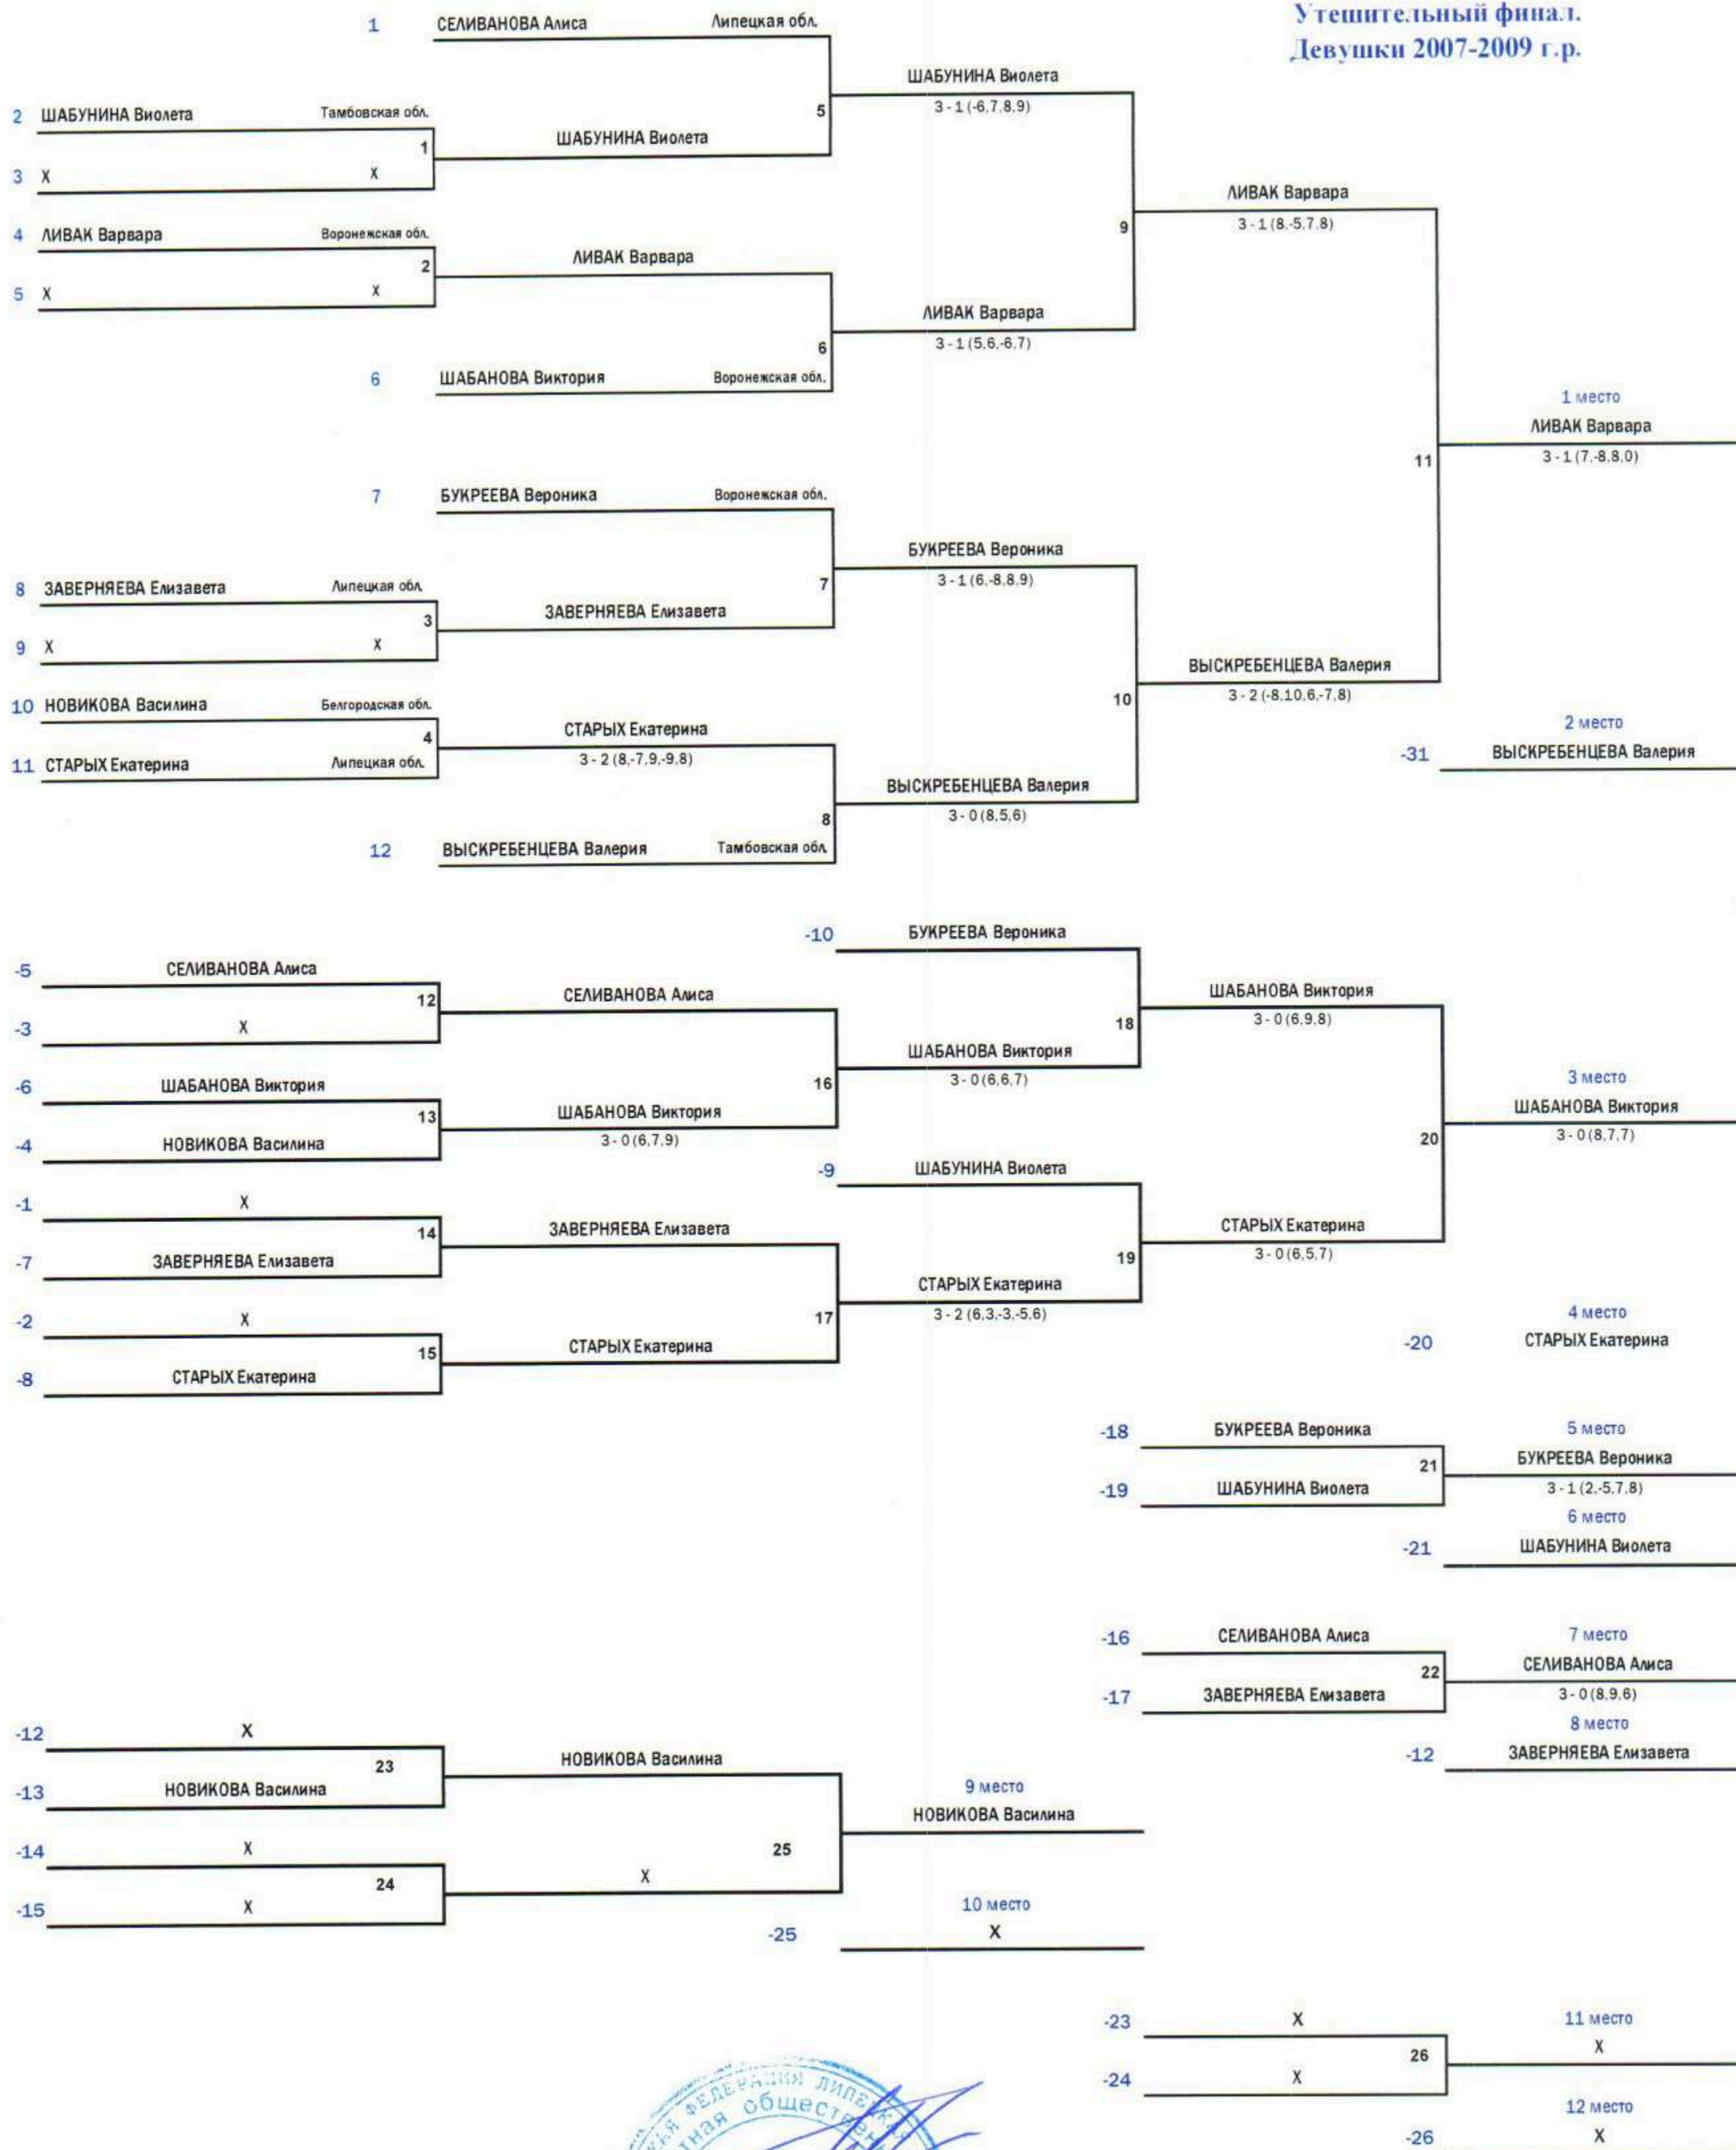 Утешительный финал.
Девушки 2007-2009 г.р.
1 СЕЛИВАНОВА Алиса Липецкая обл.
ШАБУНИНА Виолета
5 3 - 1 (-6,7,8,9)
2 ШАБУНИНА Виолета Тамбовская обл.
1 ШАБУНИНА Виолета
3 X X
ЛИВАК Варвара
9 3 - 1 (8,-5,7,8)
4 ЛИВАК Варвара Воронежская обл.
2 ЛИВАК Варвара
5 X X
ЛИВАК Варвара
6 3 - 1 (5,6,-6,7)
6 ШАБАНОВА Виктория Воронежская обл.
1 место
ЛИВАК Варвара
11 3 - 1 (7,-8,8,0)
7 БУКРЕЕВА Вероника Воронежская обл.
БУКРЕЕВА Вероника
7 3 - 1 (6,-8,8,9)
8 ЗАВЕРНЯЕВА Елизавета Липецкая обл.
3 ЗАВЕРНЯЕВА Елизавета
9 X X
ВЫСКРЕБЕНЦЕВА Валерия
10 3 - 2 (-8,10,6,-7,8)
10 НОВИКОВА Василина Белгородская обл.
4 СТАРЫХ Екатерина
3 - 2 (8,-7,9,-9,8)
11 СТАРЫХ Екатерина Липецкая обл.
2 место
-31 ВЫСКРЕБЕНЦЕВА Валерия
ВЫСКРЕБЕНЦЕВА Валерия
8 3 - 0 (8,5,6)
12 ВЫСКРЕБЕНЦЕВА Валерия Тамбовская обл.
-10 БУКРЕЕВА Вероника
-5 СЕЛИВАНОВА Алиса
12 СЕЛИВАНОВА Алиса
-3 X
ШАБАНОВА Виктория
18 3 - 0 (6,9,8)
ШАБАНОВА Виктория
16 3 - 0 (6,6,7)
-6 ШАБАНОВА Виктория
13 ШАБАНОВА Виктория
3 - 0 (6,7,9)
-4 НОВИКОВА Василина
3 место
ШАБАНОВА Виктория
20 3 - 0 (8,7,7)
-9 ШАБУНИНА Виолета
-1 X
14 ЗАВЕРНЯЕВА Елизавета
-7 ЗАВЕРНЯЕВА Елизавета
СТАРЫХ Екатерина
19 3 - 0 (6,5,7)
СТАРЫХ Екатерина
17 3 - 2 (6,3,-3,-5,6)
-2 X
15 СТАРЫХ Екатерина
-8 СТАРЫХ Екатерина
4 место
-20 СТАРЫХ Екатерина
-18 БУКРЕЕВА Вероника 5 место
21 БУКРЕЕВА Вероника
-19 ШАБУНИНА Виолета 3 - 1 (2,-5,7,8)
6 место
-21 ШАБУНИНА Виолета
-16 СЕЛИВАНОВА Алиса 7 место
22 СЕЛИВАНОВА Алиса
-17 ЗАВЕРНЯЕВА Елизавета 3 - 0 (8,9,6)
8 место
-12 ЗАВЕРНЯЕВА Елизавета
-12 X
23 НОВИКОВА Василина
-13 НОВИКОВА Василина
9 место
НОВИКОВА Василина
-14 X
25
24 X
-15 X
10 место
-25 X
-23 X 11 место
26 X
-24 X
12 место
-26 X
ФЕДЕРАЦИЯ